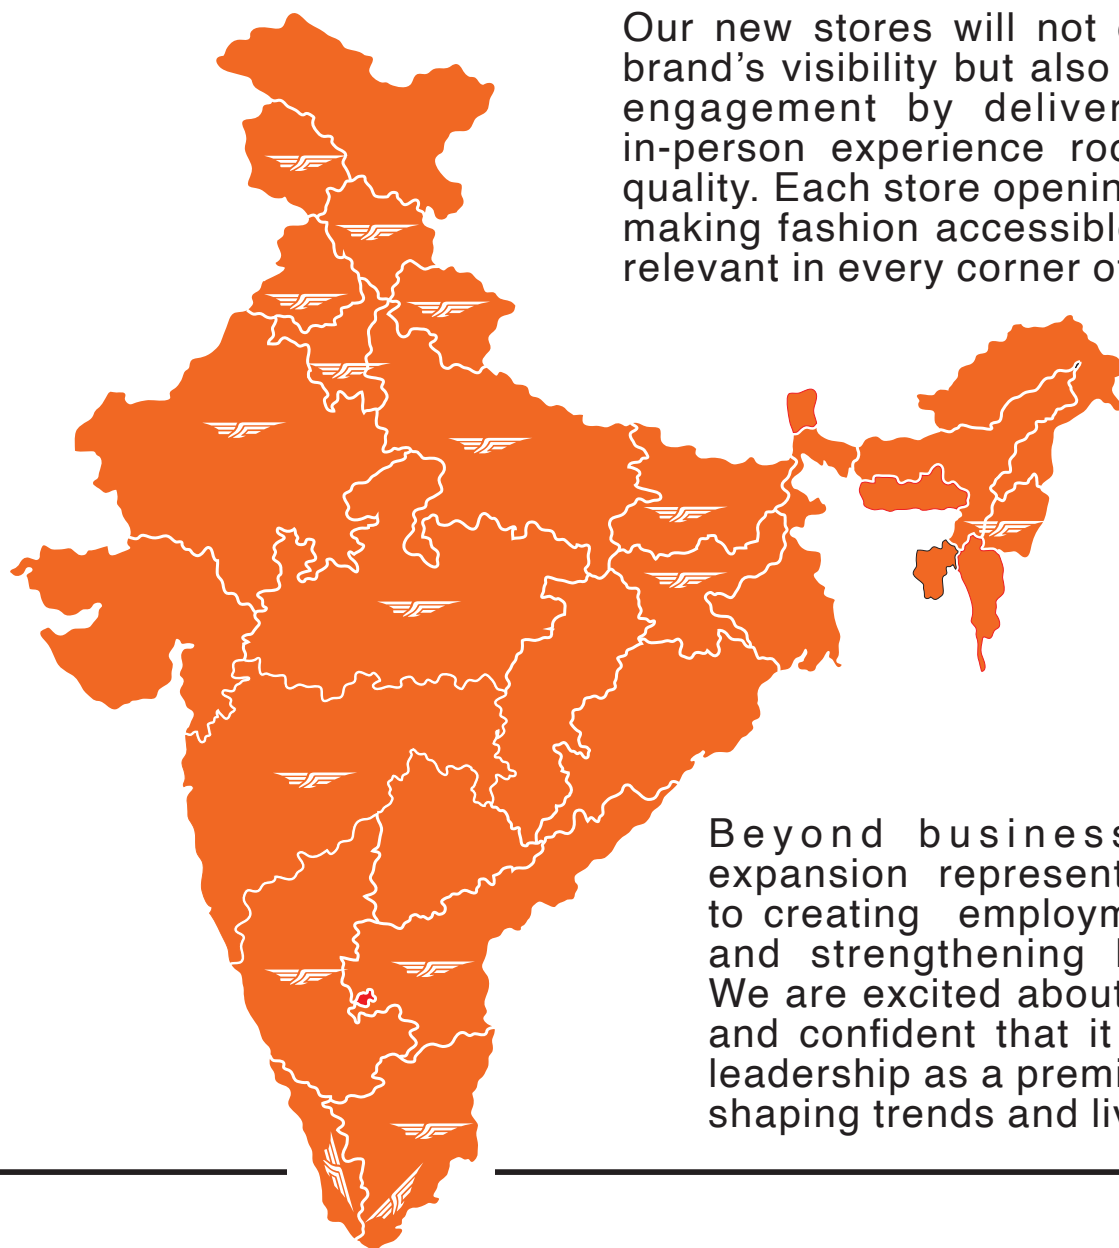 Our new stores will not
brand’s visibility but also
engagement by deliver
in-person experience roo
quality. Each store openin
making fashion accessible
relevant in every corner of
Beyond business
expansion represent
to creating employm
and strengthening
We are excited about
and confident that it
leadership as a premi
shaping trends and liv